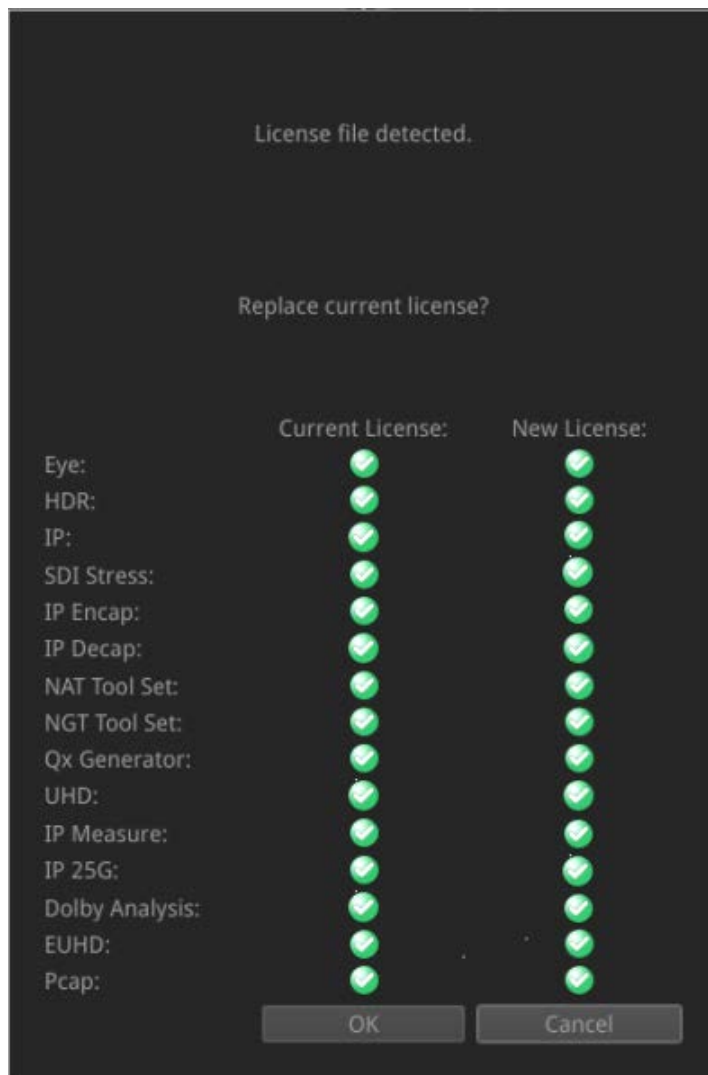 License file detected.
Replace current license?
Current License: New License:
Eye:
HDR:
IP:
SDI Stress:
IP Encap:
IP Decap:
NAT Tool Set:
NGT Tool Set:
Qx Generator:
UHD:
IP Measure:
IP 25G:
Dolby Analysis:
EUHD:
Pcap:
OK Cancel